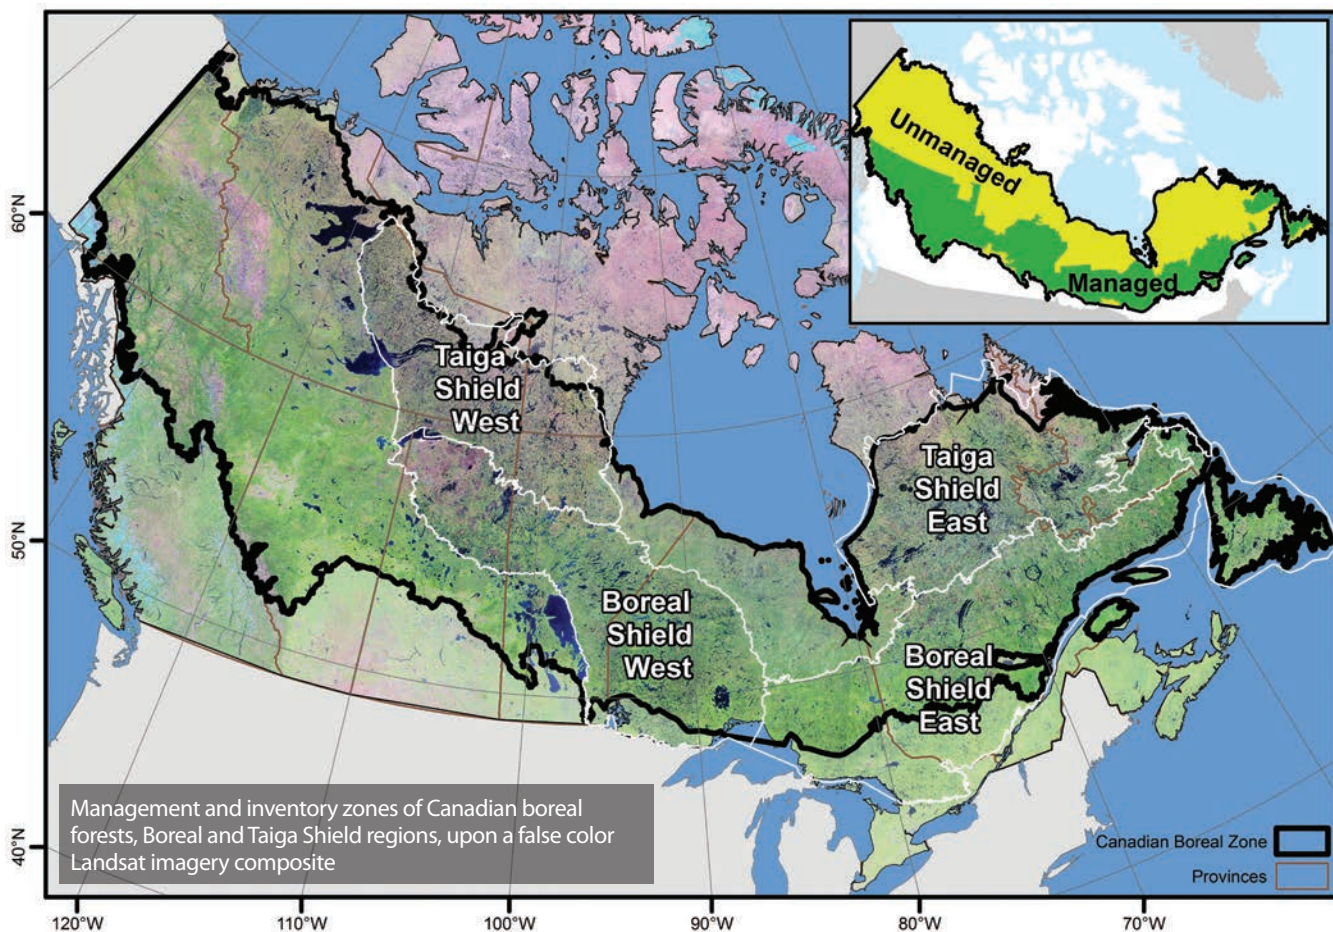 Unmanaged
Managed
60°N
50°N
40°N
Taiga
Shield
West
Taiga
Shield
East
Boreal
Shield
West
Boreal
Shield
East
Management and inventory zones of Canadian boreal
forests, Boreal and Taiga Shield regions, upon a false color
Landsat imagery composite
Canadian Boreal Zone
Provinces
120°W
110°W
100°W
90°W
80°W
70°W